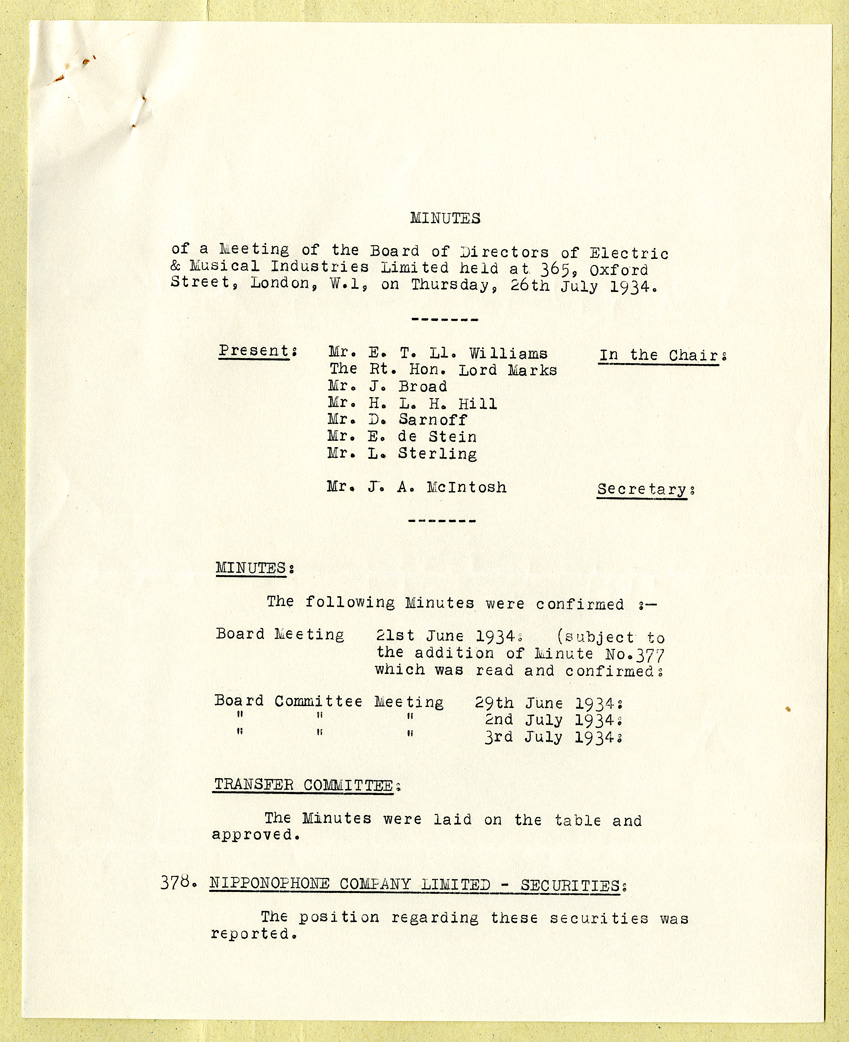 MINUTES
of a Meeting of the Board of Directors of Electric
& Musical Industries Limited held at 365, Oxford
Street, London, W.1, on Thursday, 26th July 1934.
-------
Present: Mr. E. T. Ll. Williams In the Chair:
The Rt. Hon. Lord Marks
Mr. J. Broad
Mr. H. L. H. Hill
Mr. D. Sarnoff
Mr. E. de Stein
Mr. L. Sterling
Mr. J. A. McIntosh Secretary:
-------
MINUTES:
The following Minutes were confirmed :—
Board Meeting 21st June 1934: (subject to
the addition of Minute No.377
which was read and confirmed:
Board Committee Meeting 29th June 1934:
" " " 2nd July 1934:
" " " 3rd July 1934:
TRANSFER COMMITTEE:
The Minutes were laid on the table and
approved.
378. NIPPONOPHONE COMPANY LIMITED - SECURITIES:
The position regarding these securities was
reported.